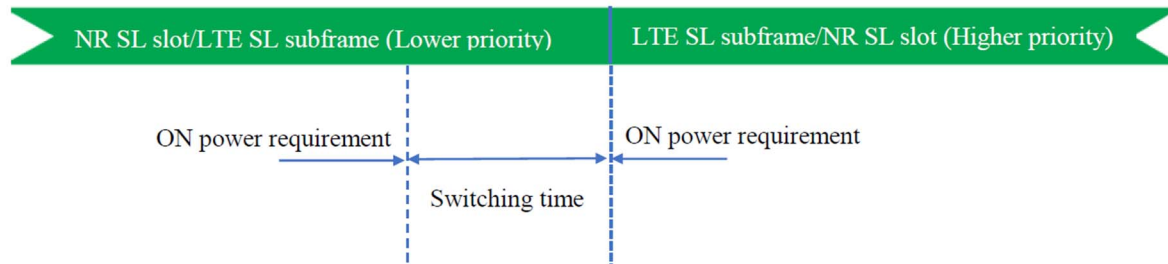 NR SL slot/LTE SL subframe (Lower priority)
LTE SL subframe/NR SL slot (Higher priority)
ON power requirement
ON power requirement
Switching time